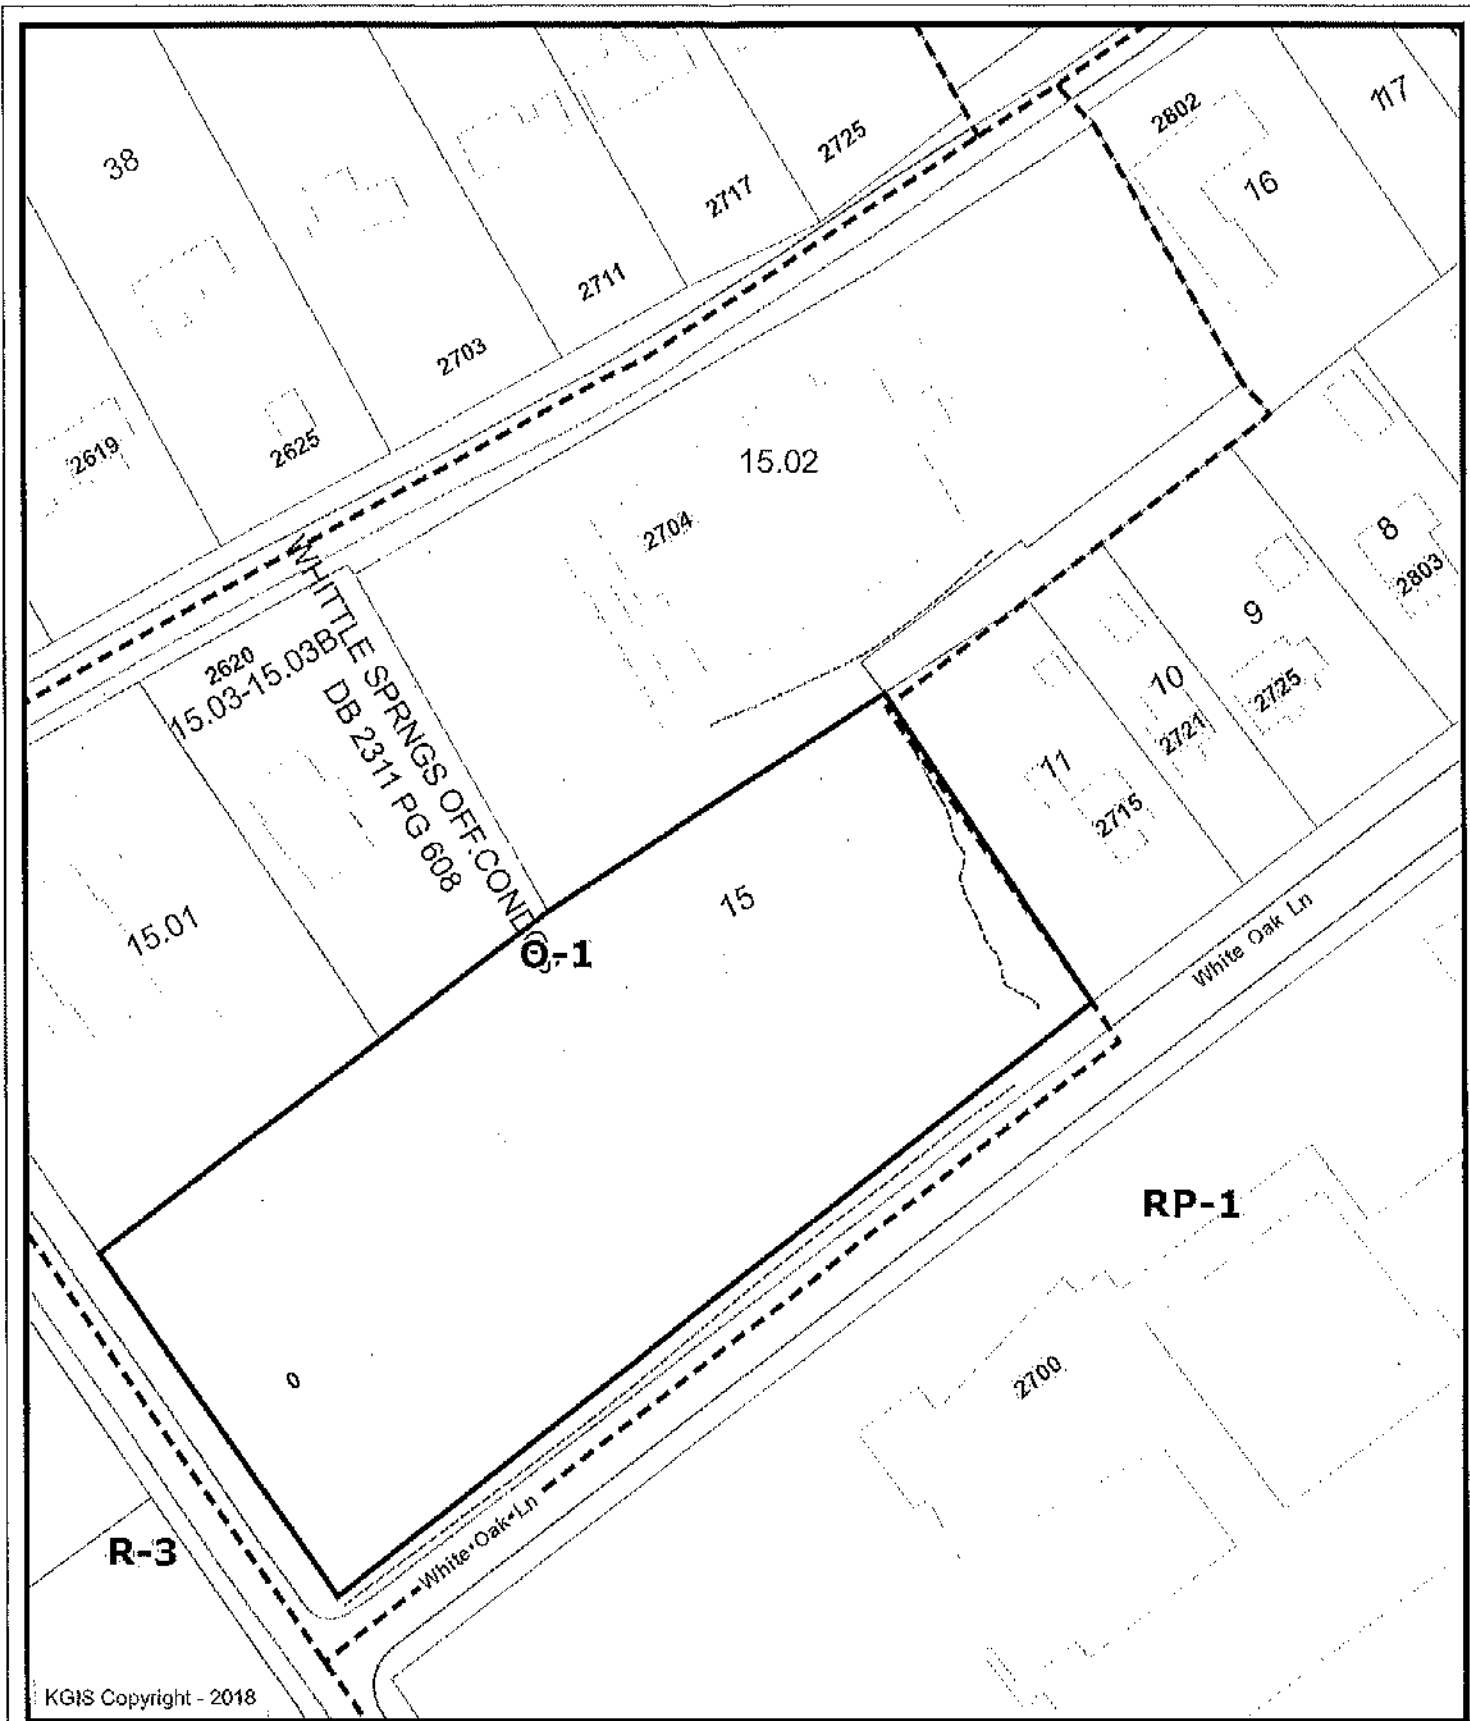 38
2802
117
2725
16
2717
2711
2703
2619
2625
15.02
2704
8
2803
WHITTLE SPRNGS OFF.CONDOS.
DB 2311 PG 608
2620
15.03-15.03B
9
10
2725
2721
11
2715
15
15.01
O-1
White Oak Ln
RP-1
2700
0
White Oak Ln
R-3
KGIS Copyright - 2018